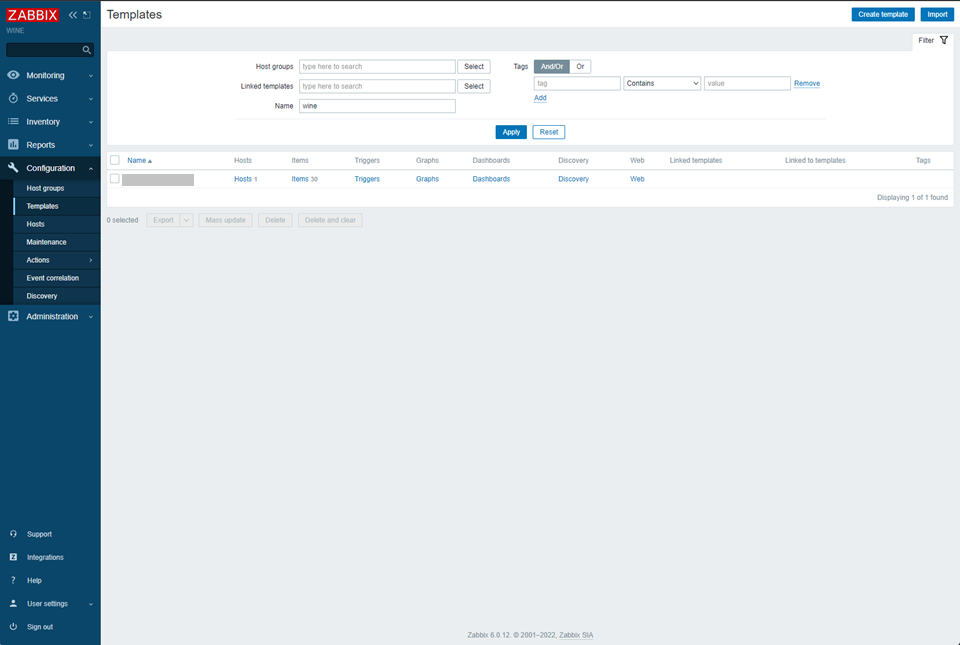 ZABBIX
Templates
Create template Import
WINE
Filter
Monitoring
Services
Inventory
Reports
Configuration
Host groups
Templates
Hosts
Maintenance
Actions
Event correlation
Discovery
Administration
Support
Integrations
Help
User settings
Sign out
Host groups type here to search Select
Linked templates type here to search Select
Name wine
Tags And/Or Or
tag Contains value Remove
Add
Apply Reset
Name Hosts Items Triggers Graphs Dashboards Discovery Web Linked templates Linked to templates Tags
Hosts 1 Items 30 Triggers Graphs Dashboards Discovery Web
Displaying 1 of 1 found
0 selected Export Mass update Delete Delete and clear
Zabbix 6.0.12. © 2001–2022, Zabbix SIA